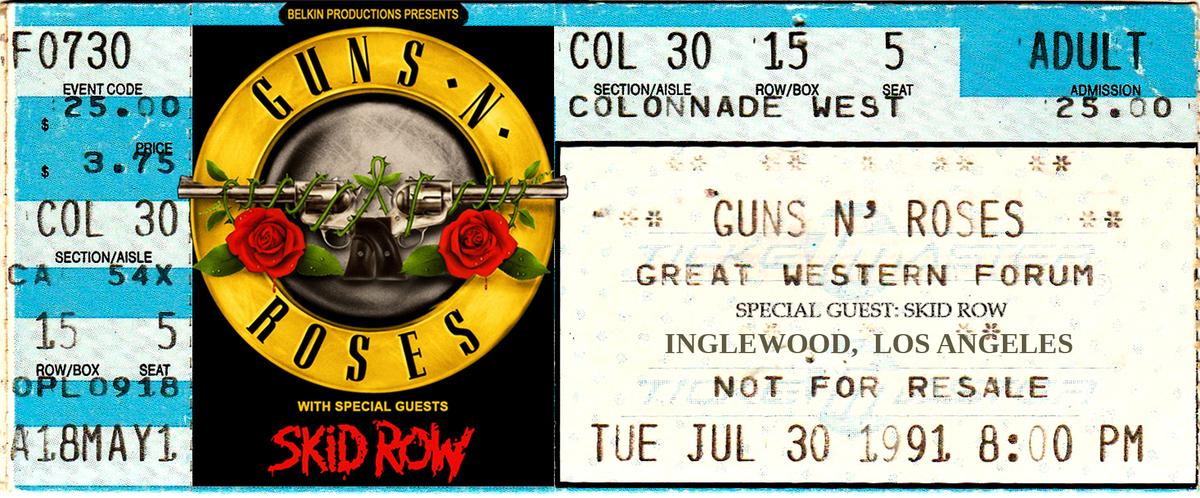 F0730
EVENT CODE
$ 25.00
PRICE
$ 3.75
COL 30
SECTION/AISLE
CA 54X
15 5
ROW/BOX SEAT
OPL0918
A18MAY1
BELKIN PRODUCTIONS PRESENTS
GUNS • N •
ROSES
WITH SPECIAL GUESTS
SKID ROW
COL 30 15 5 ADULT
SECTION/AISLE ROW/BOX SEAT ADMISSION
COLONNADE WEST 25.00
** ** ** **
** GUNS N' ROSES **
GREAT WESTERN FORUM
SPECIAL GUEST: SKID ROW
INGLEWOOD, LOS ANGELES
NOT FOR RESALE
TUE JUL 30 1991 8:00 PM